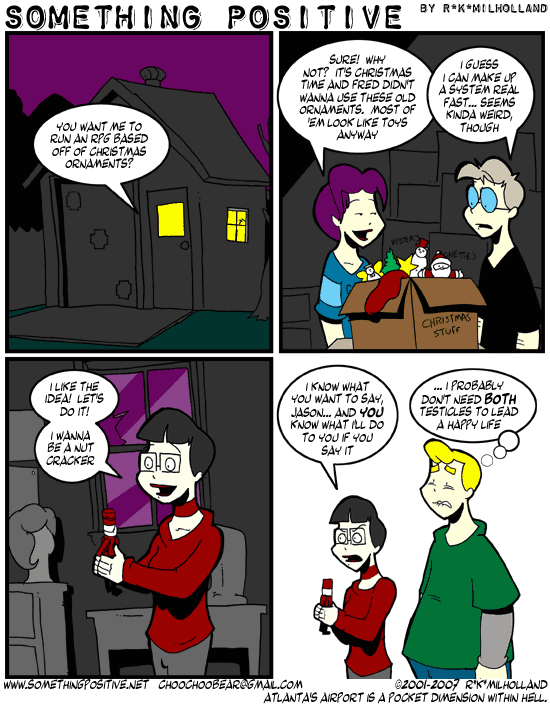 SOMETHING POSITIVE BY R*K*MILHOLLAND
YOU WANT ME TO
RUN AN RPG BASED
OFF OF CHRISTMAS
ORNAMENTS?
SURE! WHY
NOT? IT'S CHRISTMAS
TIME AND FRED DIDN'T
WANNA USE THESE OLD
ORNAMENTS. MOST OF
'EM LOOK LIKE TOYS
ANYWAY
I GUESS
I CAN MAKE UP
A SYSTEM REAL
FAST... SEEMS
KINDA WEIRD,
THOUGH
CHRISTMAS
STUFF
I LIKE THE
IDEA! LET'S
DO IT!
I WANNA
BE A NUT
CRACKER
I KNOW WHAT
YOU WANT TO SAY,
JASON... AND YOU
KNOW WHAT I'LL DO
TO YOU IF YOU
SAY IT
... I PROBABLY
DON'T NEED BOTH
TESTICLES TO LEAD
A HAPPY LIFE
WWW.SOMETHINGPOSITIVE.NET CHOOCHOOBEAR@GMAIL.COM ©2001-2007 R*K*MILHOLLAND
ATLANTA'S AIRPORT IS A POCKET DIMENSION WITHIN HELL.